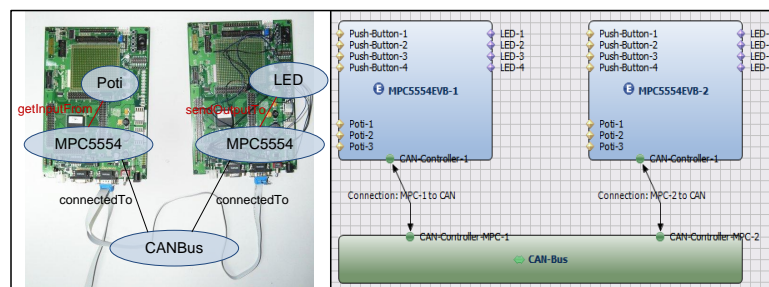 Poti
LED
getInputFrom
sendOutputTo
MPC5554
MPC5554
connectedTo
connectedTo
CANBus
Push-Button-1
Push-Button-2
Push-Button-3
Push-Button-4
LED-1
LED-2
LED-3
LED-4
E MPC5554EVB-1
Poti-1
Poti-2
Poti-3
CAN-Controller-1
Push-Button-1
Push-Button-2
Push-Button-3
Push-Button-4
LED-
LED-
LED-
LED-
E MPC5554EVB-2
Poti-1
Poti-2
Poti-3
CAN-Controller-1
Connection: MPC-1 to CAN
Connection: MPC-2 to CAN
CAN-Controller-MPC-1
CAN-Controller-MPC-2
CAN-Bus